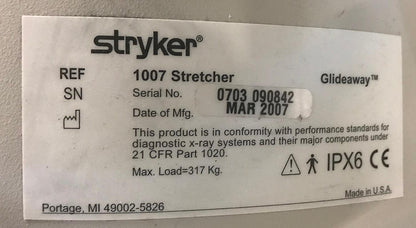 stryker®
REF 1007 Stretcher Glideaway™
SN Serial No. 0703 090842
Date of Mfg. MAR 2007
This product is in conformity with performance standards for
diagnostic x-ray systems and their major components under
21 CFR Part 1020.
Max. Load=317 Kg.
IPX6 CE
Made in U.S.A.
Portage, MI 49002-5826